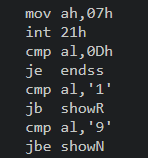 mov ah,07h
int 21h
cmp al,0Dh
je endss
cmp al,'1'
jb showR
cmp al,'9'
jbe showN